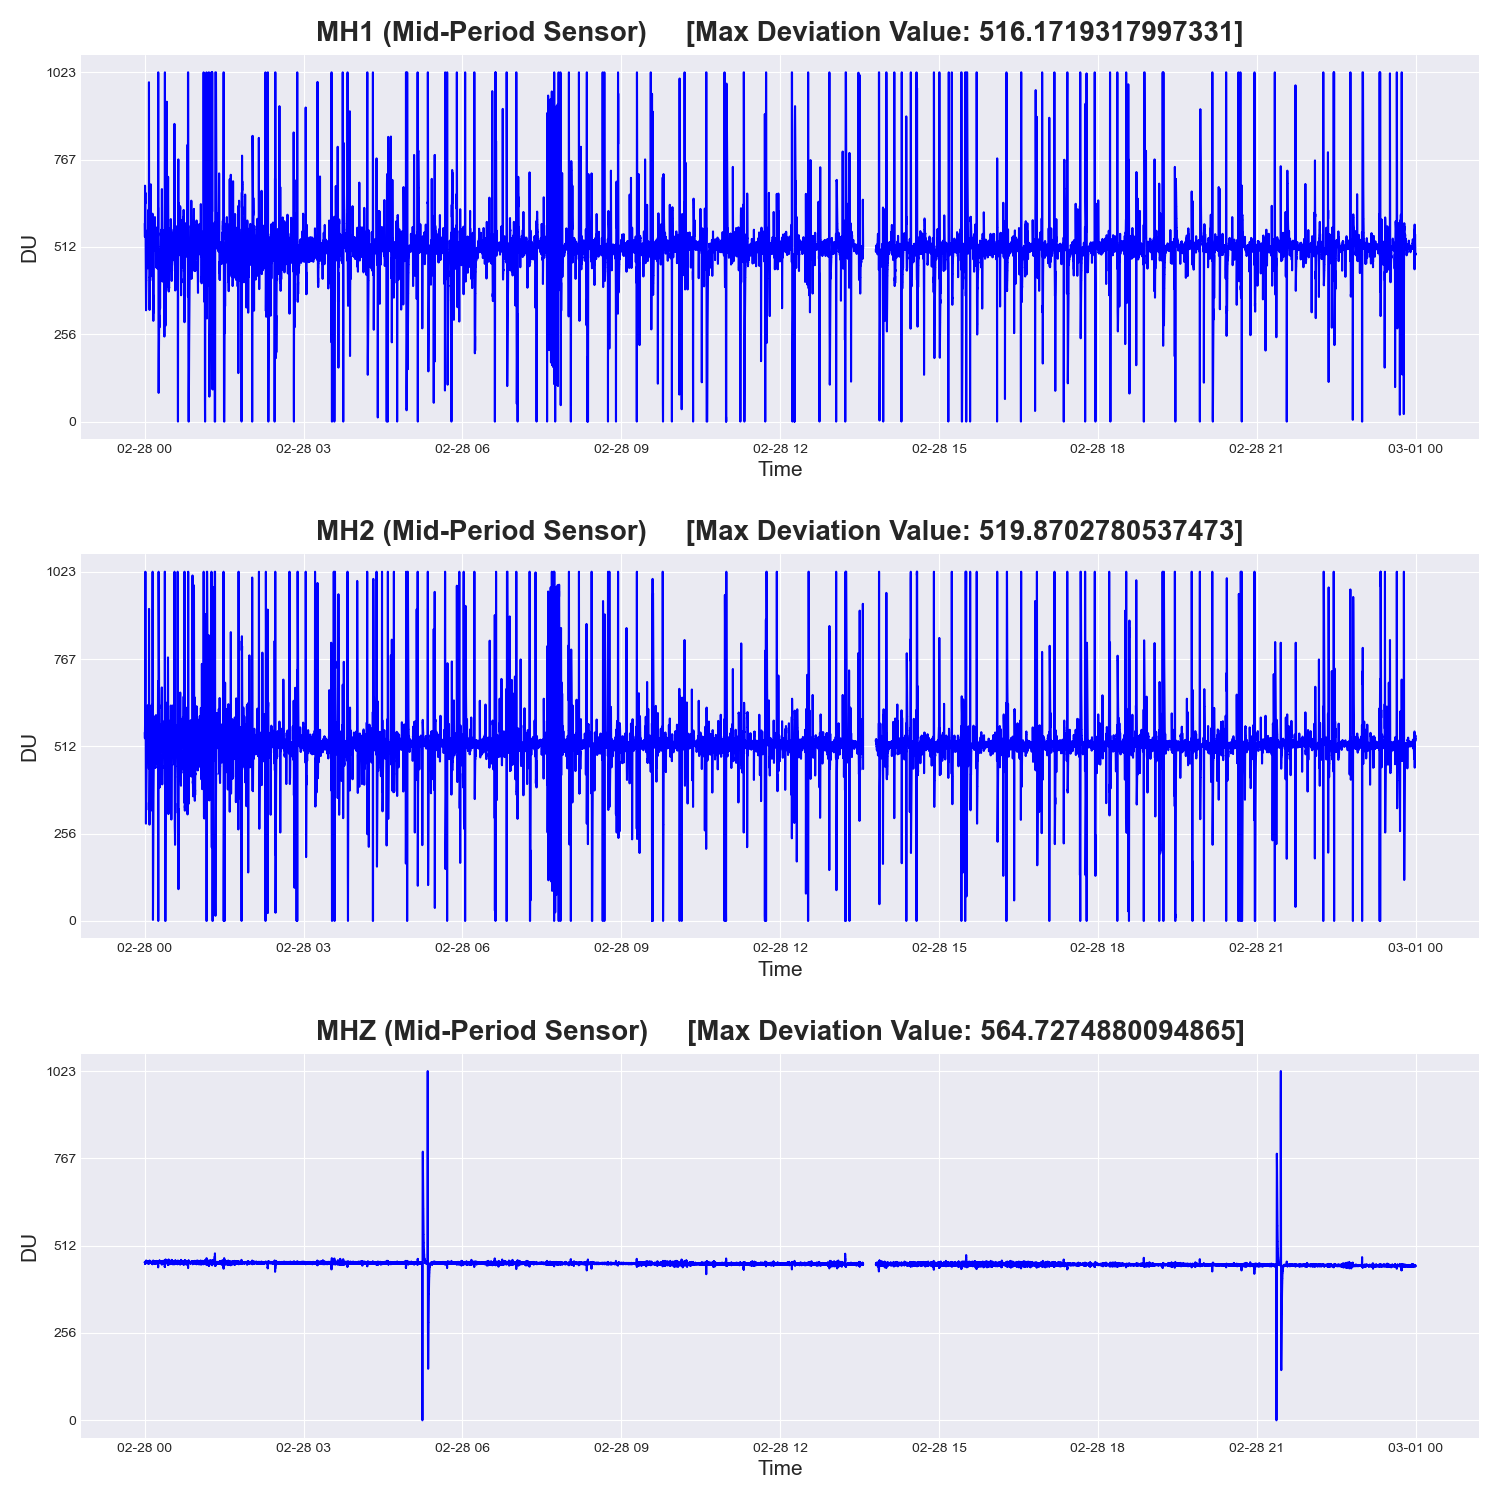 MH1 (Mid-Period Sensor)     [Max Deviation Value: 516.1719317997331]
1023
767
512
256
0
DU
02-28 00 02-28 03 02-28 06 02-28 09 02-28 12 02-28 15 02-28 18 02-28 21 03-01 00
Time
MH2 (Mid-Period Sensor)     [Max Deviation Value: 519.8702780537473]
1023
767
512
256
0
DU
02-28 00 02-28 03 02-28 06 02-28 09 02-28 12 02-28 15 02-28 18 02-28 21 03-01 00
Time
MHZ (Mid-Period Sensor)     [Max Deviation Value: 564.7274880094865]
1023
767
512
256
0
DU
02-28 00 02-28 03 02-28 06 02-28 09 02-28 12 02-28 15 02-28 18 02-28 21 03-01 00
Time